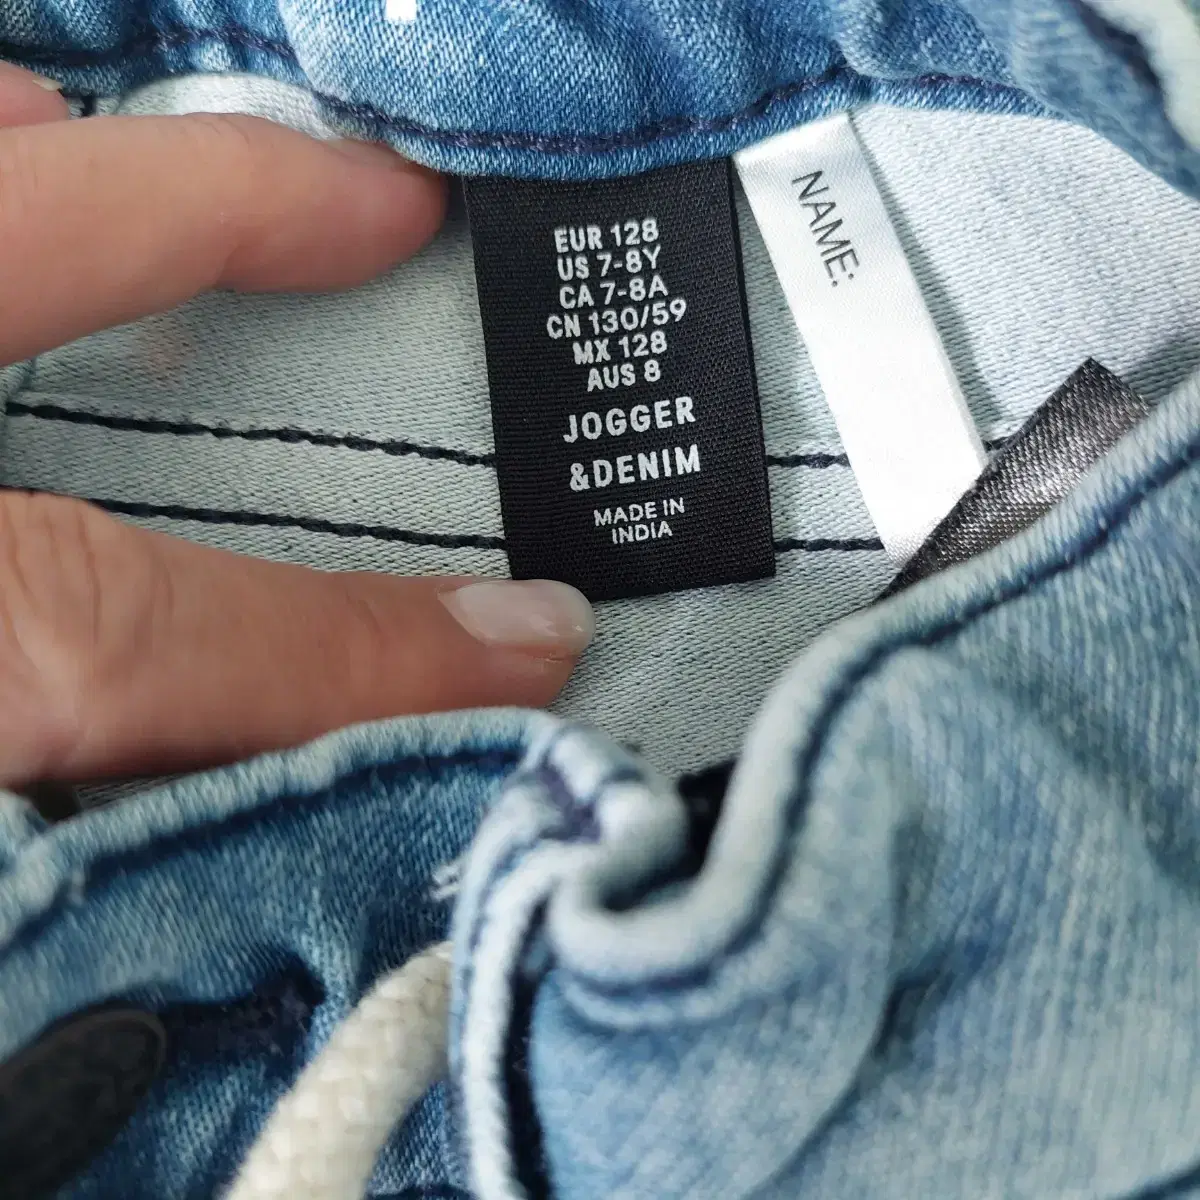 EUR 128
US 7-8Y
CA 7-8A
CN 130/59
MX 128
AUS 8
JOGGER
&DENIM
MADE IN
INDIA
NAME: